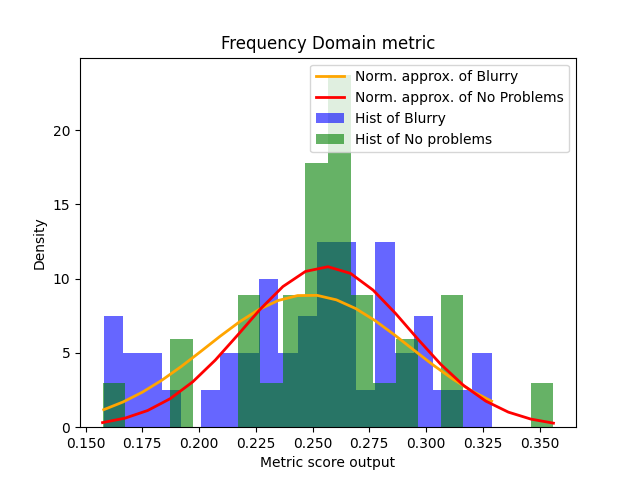 Frequency Domain metric
Norm. approx. of Blurry
Norm. approx. of No Problems
Hist of Blurry
Hist of No problems
Density
20
15
10
5
0
0.150 0.175 0.200 0.225 0.250 0.275 0.300 0.325 0.350
Metric score output